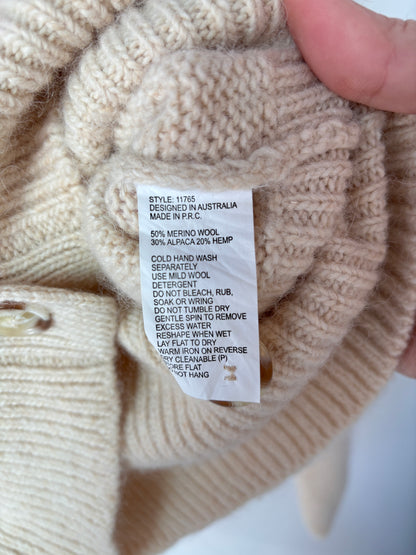 STYLE: 11765
DESIGNED IN AUSTRALIA
MADE IN P.R.C.
50% MERINO WOOL
30% ALPACA 20% HEMP
COLD HAND WASH
SEPARATELY
USE MILD WOOL
DETERGENT
DO NOT BLEACH, RUB,
SOAK OR WRING
DO NOT TUMBLE DRY
GENTLE SPIN TO REMOVE
EXCESS WATER
RESHAPE WHEN WET
LAY FLAT TO DRY
WARM IRON ON REVERSE
CLEANABLE (P)
FLAT
HANG